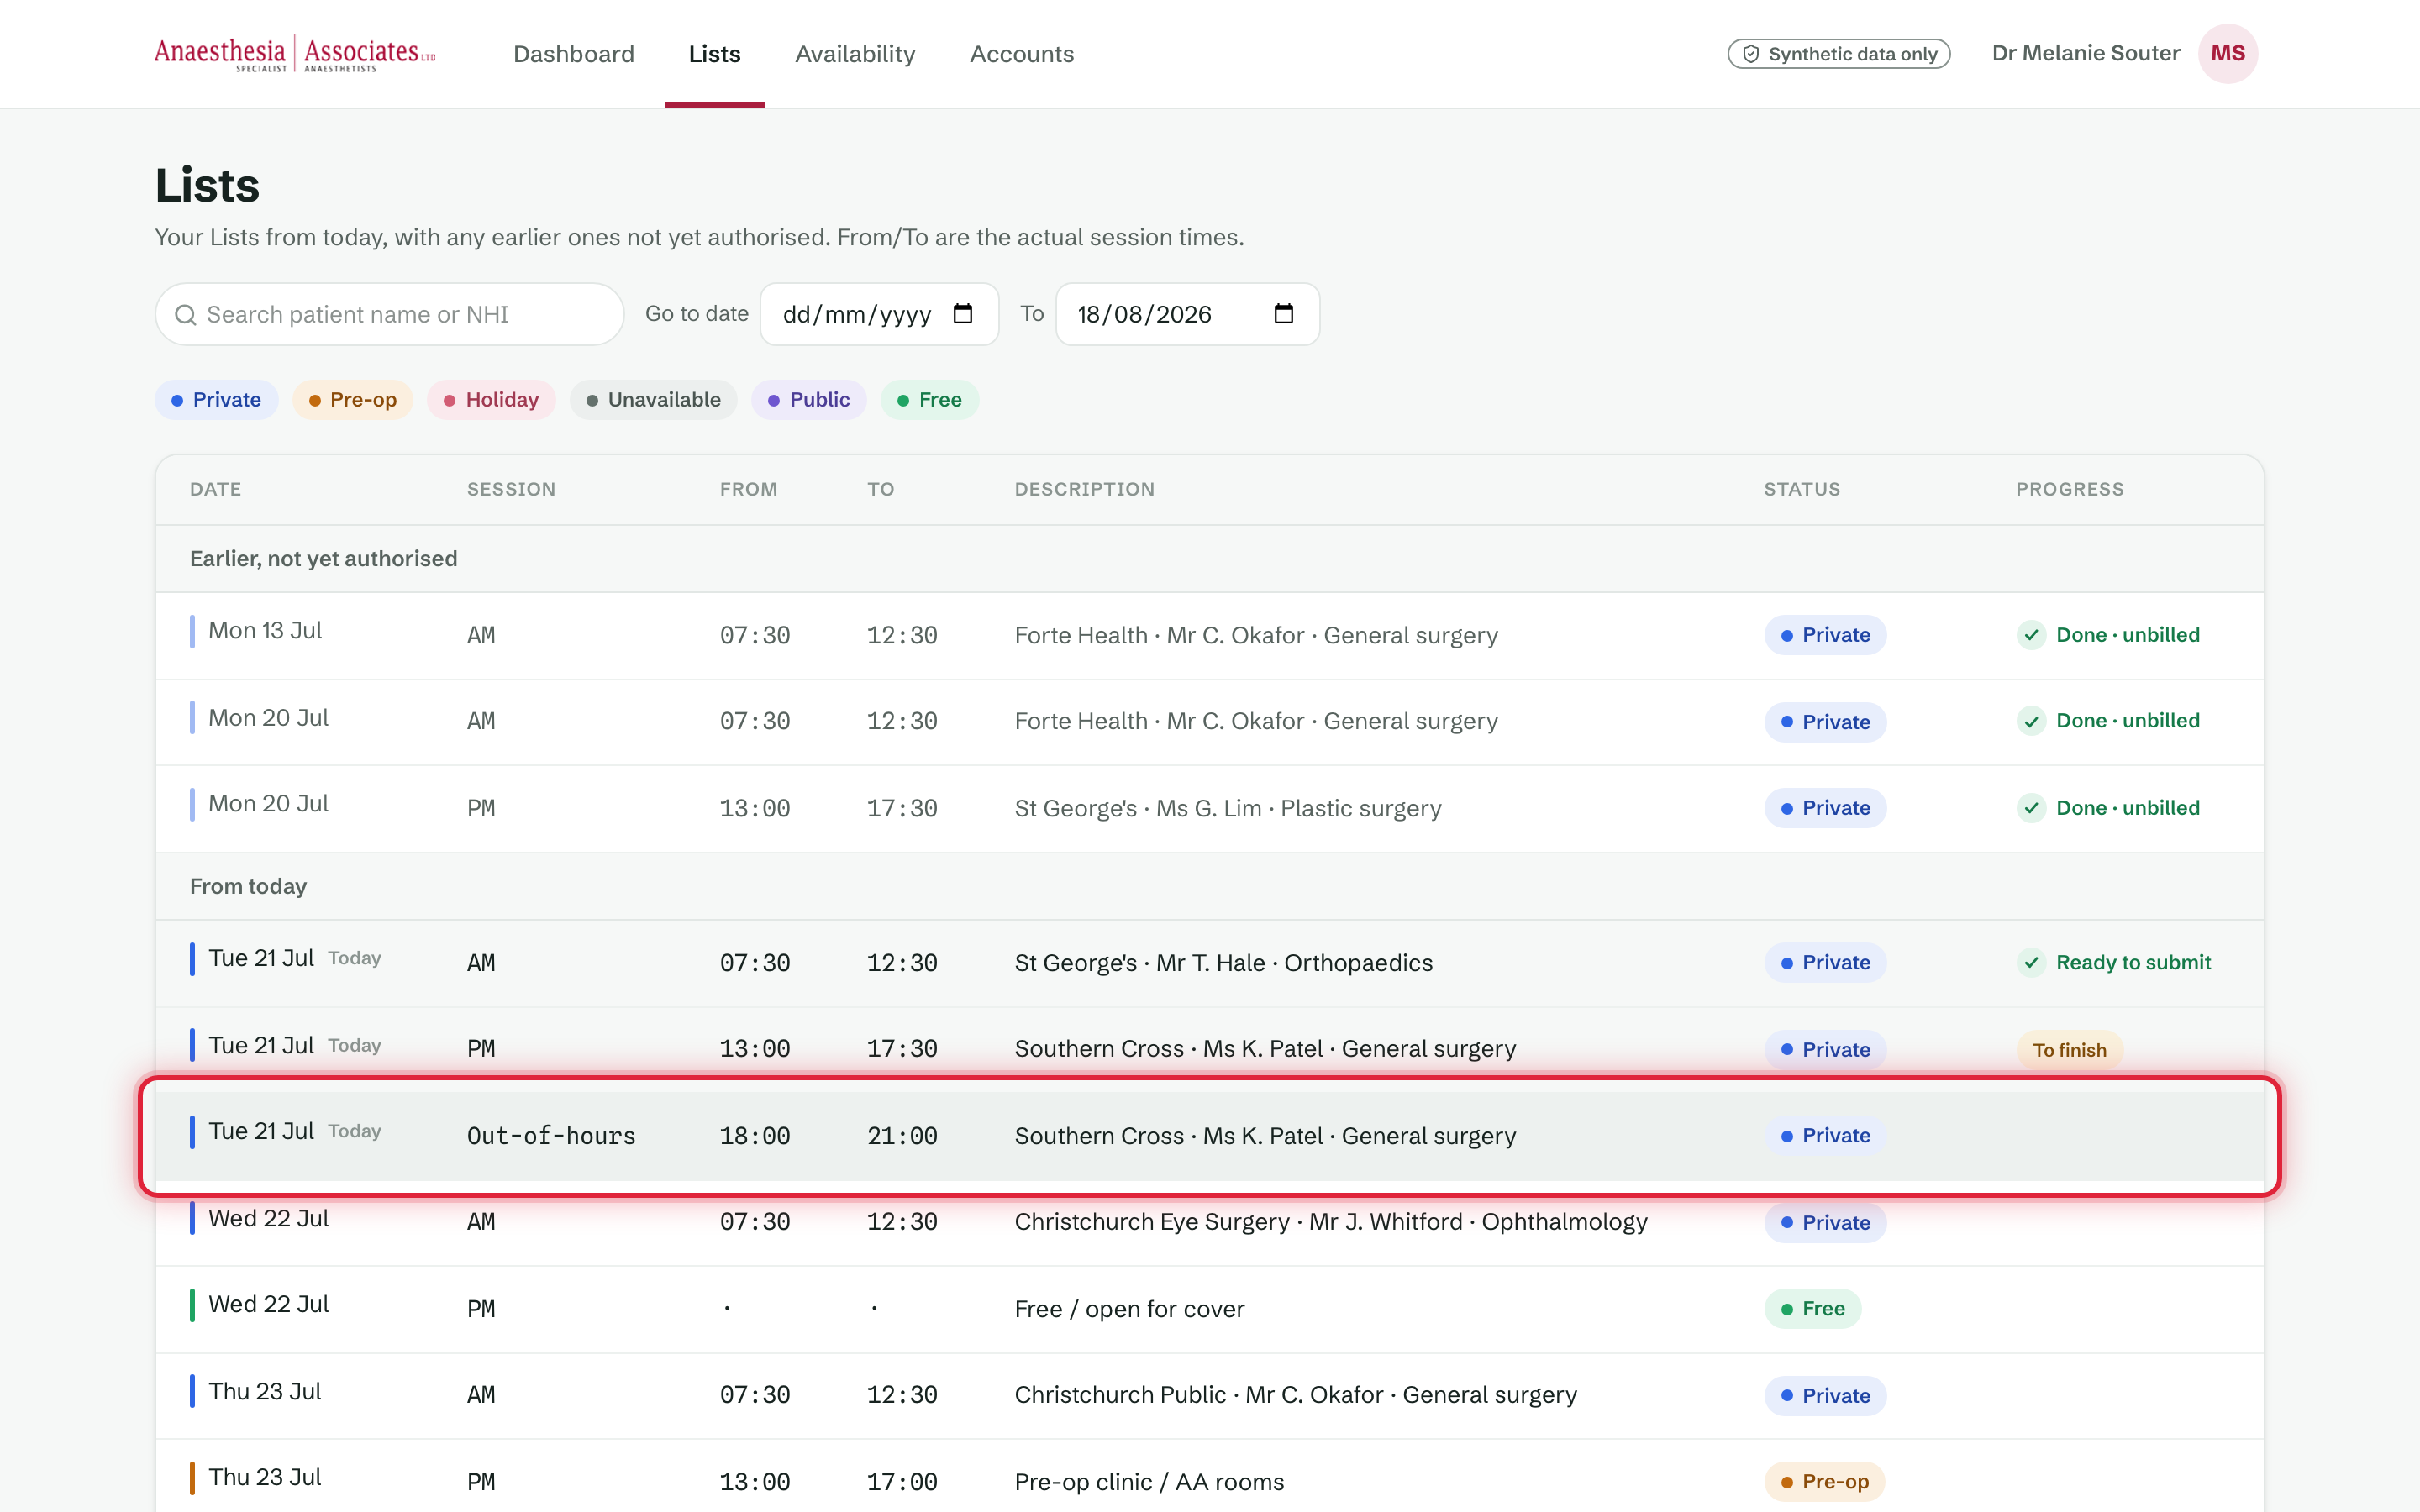 Anaesthesia Associates LTD
SPECIALIST ANAESTHETISTS
Dashboard Lists Availability Accounts Synthetic data only Dr Melanie Souter MS
Lists
Your Lists from today, with any earlier ones not yet authorised. From/To are the actual session times.
Search patient name or NHI Go to date dd/mm/yyyy To 18/08/2026
Private Pre-op Holiday Unavailable Public Free
DATE SESSION FROM TO DESCRIPTION STATUS PROGRESS
Earlier, not yet authorised
Mon 13 Jul AM 07:30 12:30 Forte Health · Mr C. Okafor · General surgery Private Done · unbilled
Mon 20 Jul AM 07:30 12:30 Forte Health · Mr C. Okafor · General surgery Private Done · unbilled
Mon 20 Jul PM 13:00 17:30 St George's · Ms G. Lim · Plastic surgery Private Done · unbilled
From today
Tue 21 Jul Today AM 07:30 12:30 St George's · Mr T. Hale · Orthopaedics Private Ready to submit
Tue 21 Jul Today PM 13:00 17:30 Southern Cross · Ms K. Patel · General surgery Private To finish
Tue 21 Jul Today Out-of-hours 18:00 21:00 Southern Cross · Ms K. Patel · General surgery Private
Wed 22 Jul AM 07:30 12:30 Christchurch Eye Surgery · Mr J. Whitford · Ophthalmology Private
Wed 22 Jul PM · · Free / open for cover Free
Thu 23 Jul AM 07:30 12:30 Christchurch Public · Mr C. Okafor · General surgery Private
Thu 23 Jul PM 13:00 17:00 Pre-op clinic / AA rooms Pre-op